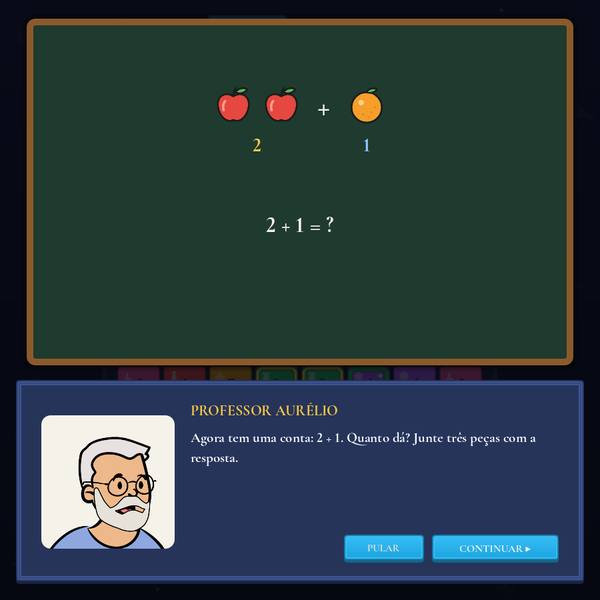 +
2 1
2 + 1 = ?
PROFESSOR AURÉLIO
Agora tem uma conta: 2 + 1. Quanto dá? Junte três peças com a
resposta.
PULAR
CONTINUAR ▸